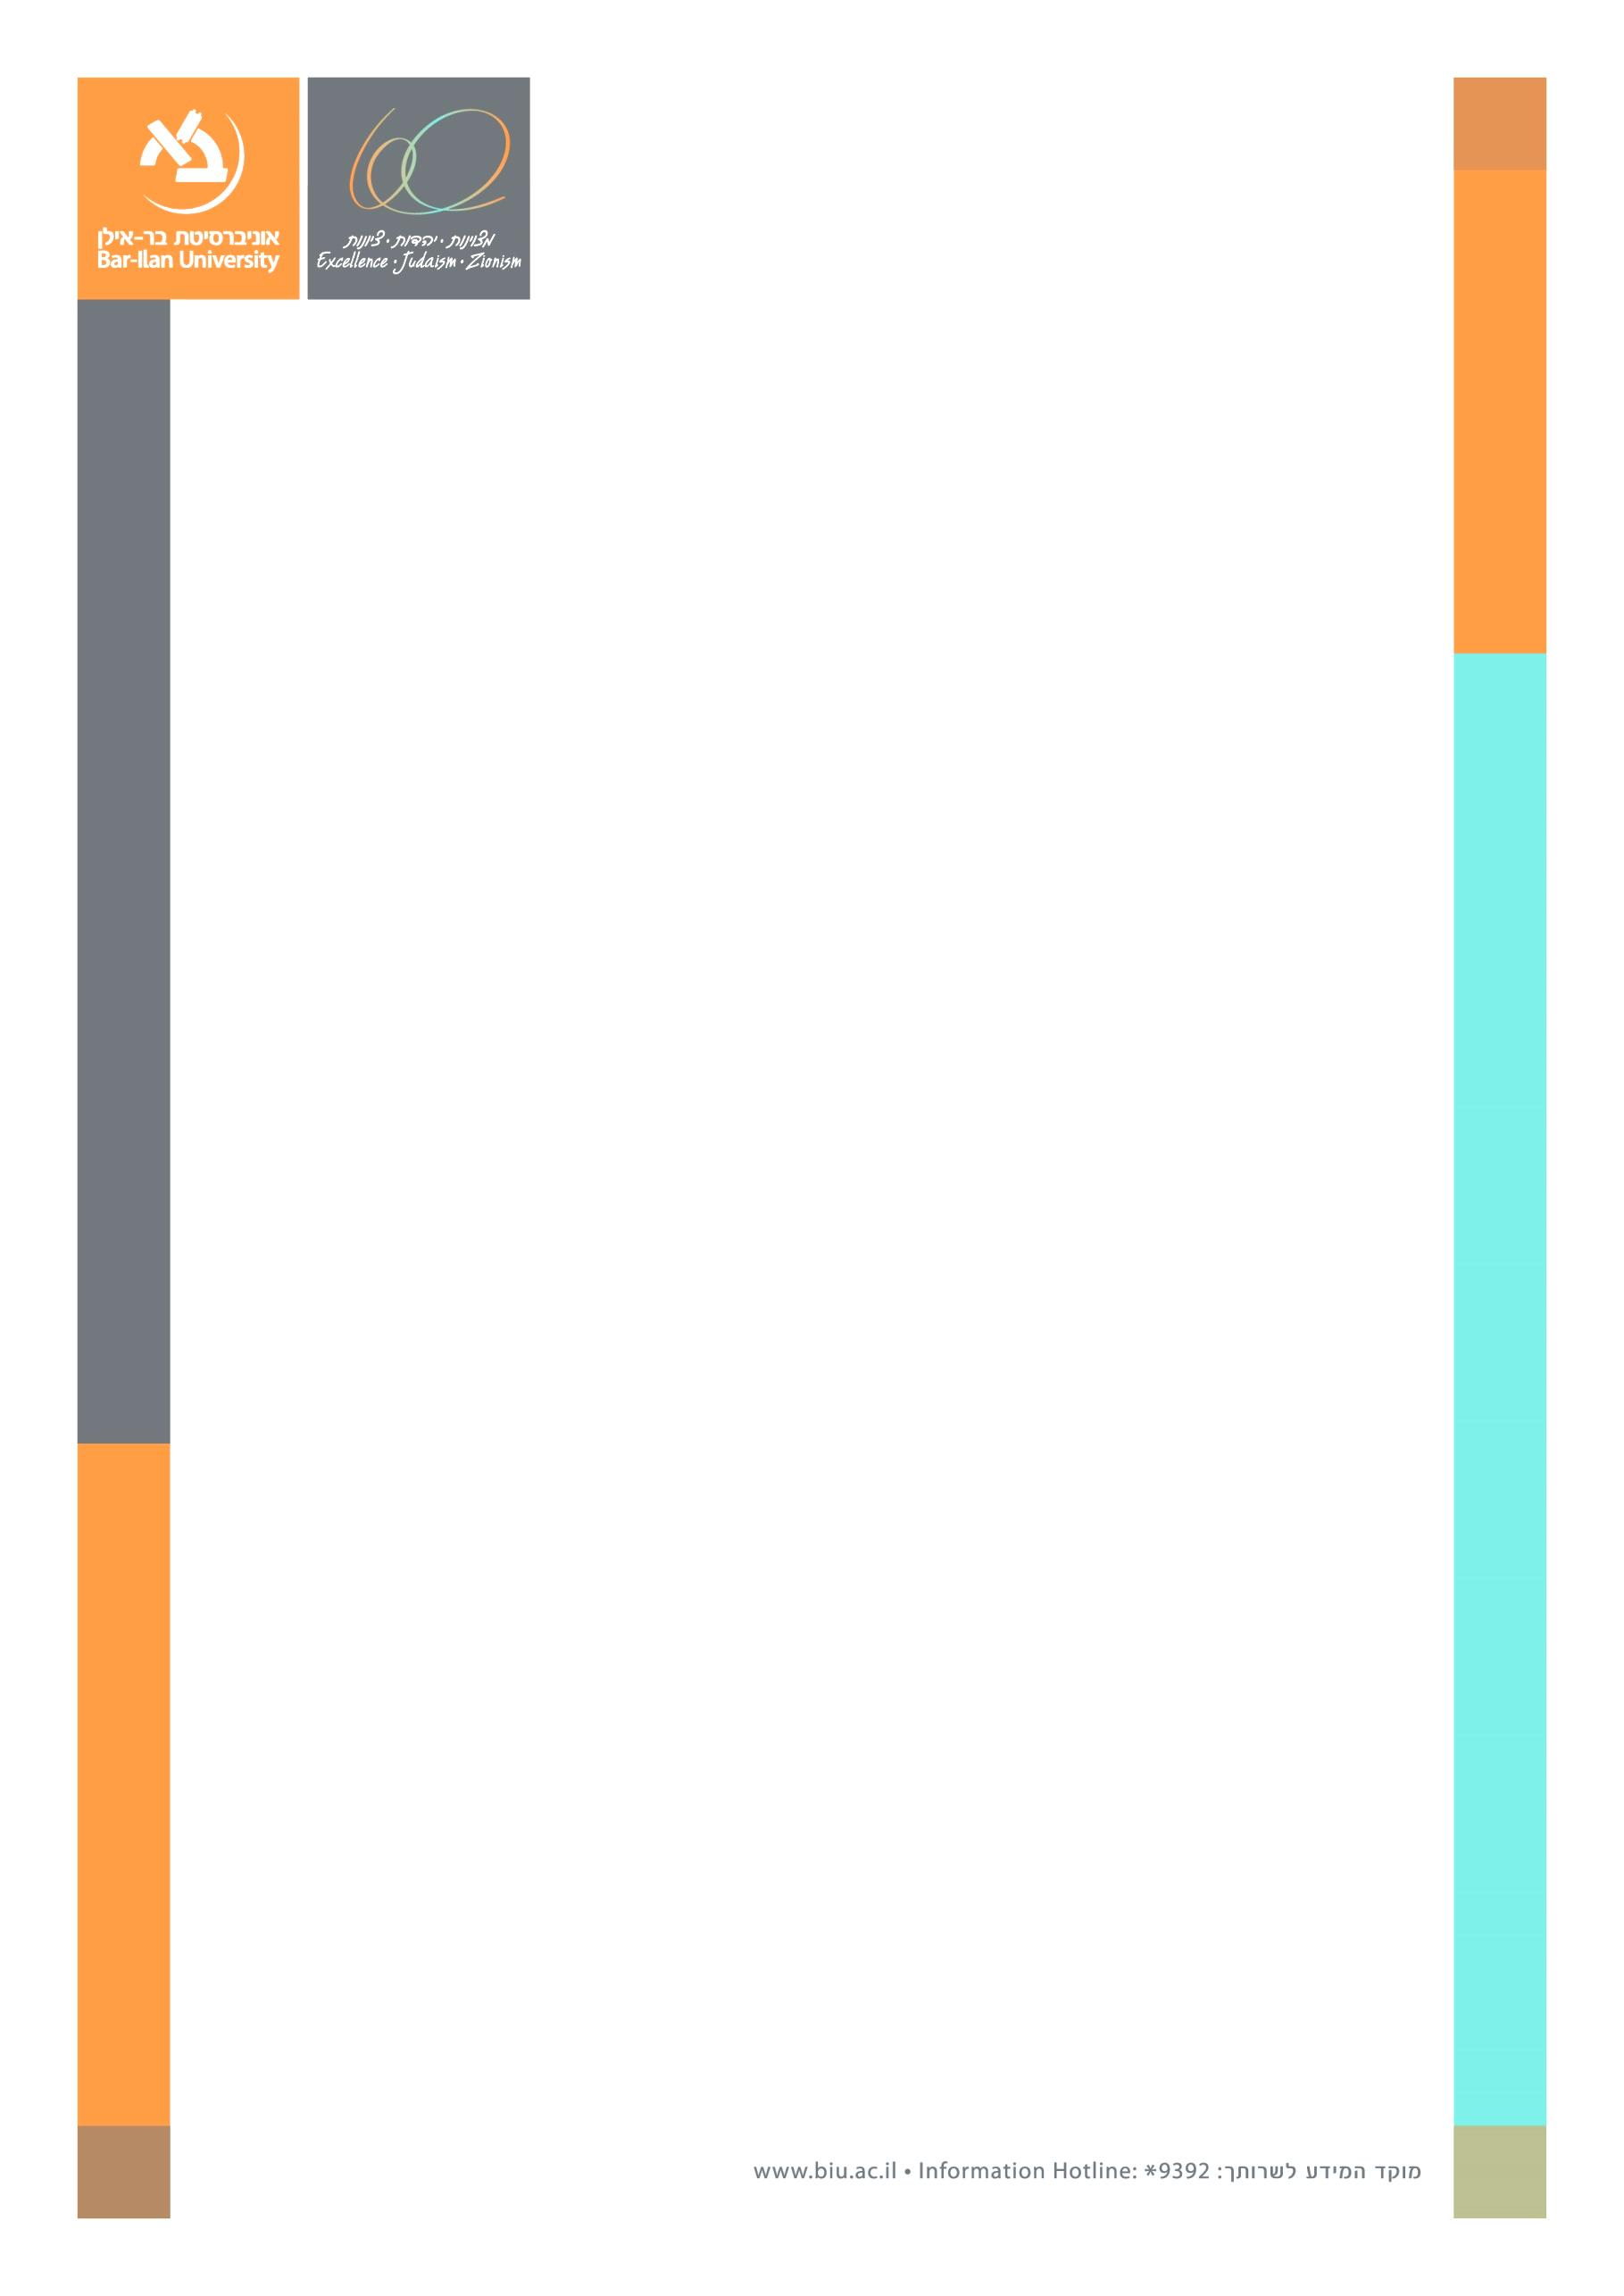 אוניברסיטת בר-אילן
Bar-Ilan University
מצוינות · יהדות · ציונות
Excellence · Judaism · Zionism
www.biu.ac.il • Information Hotline: *9392 :מוקד המידע לשרותך